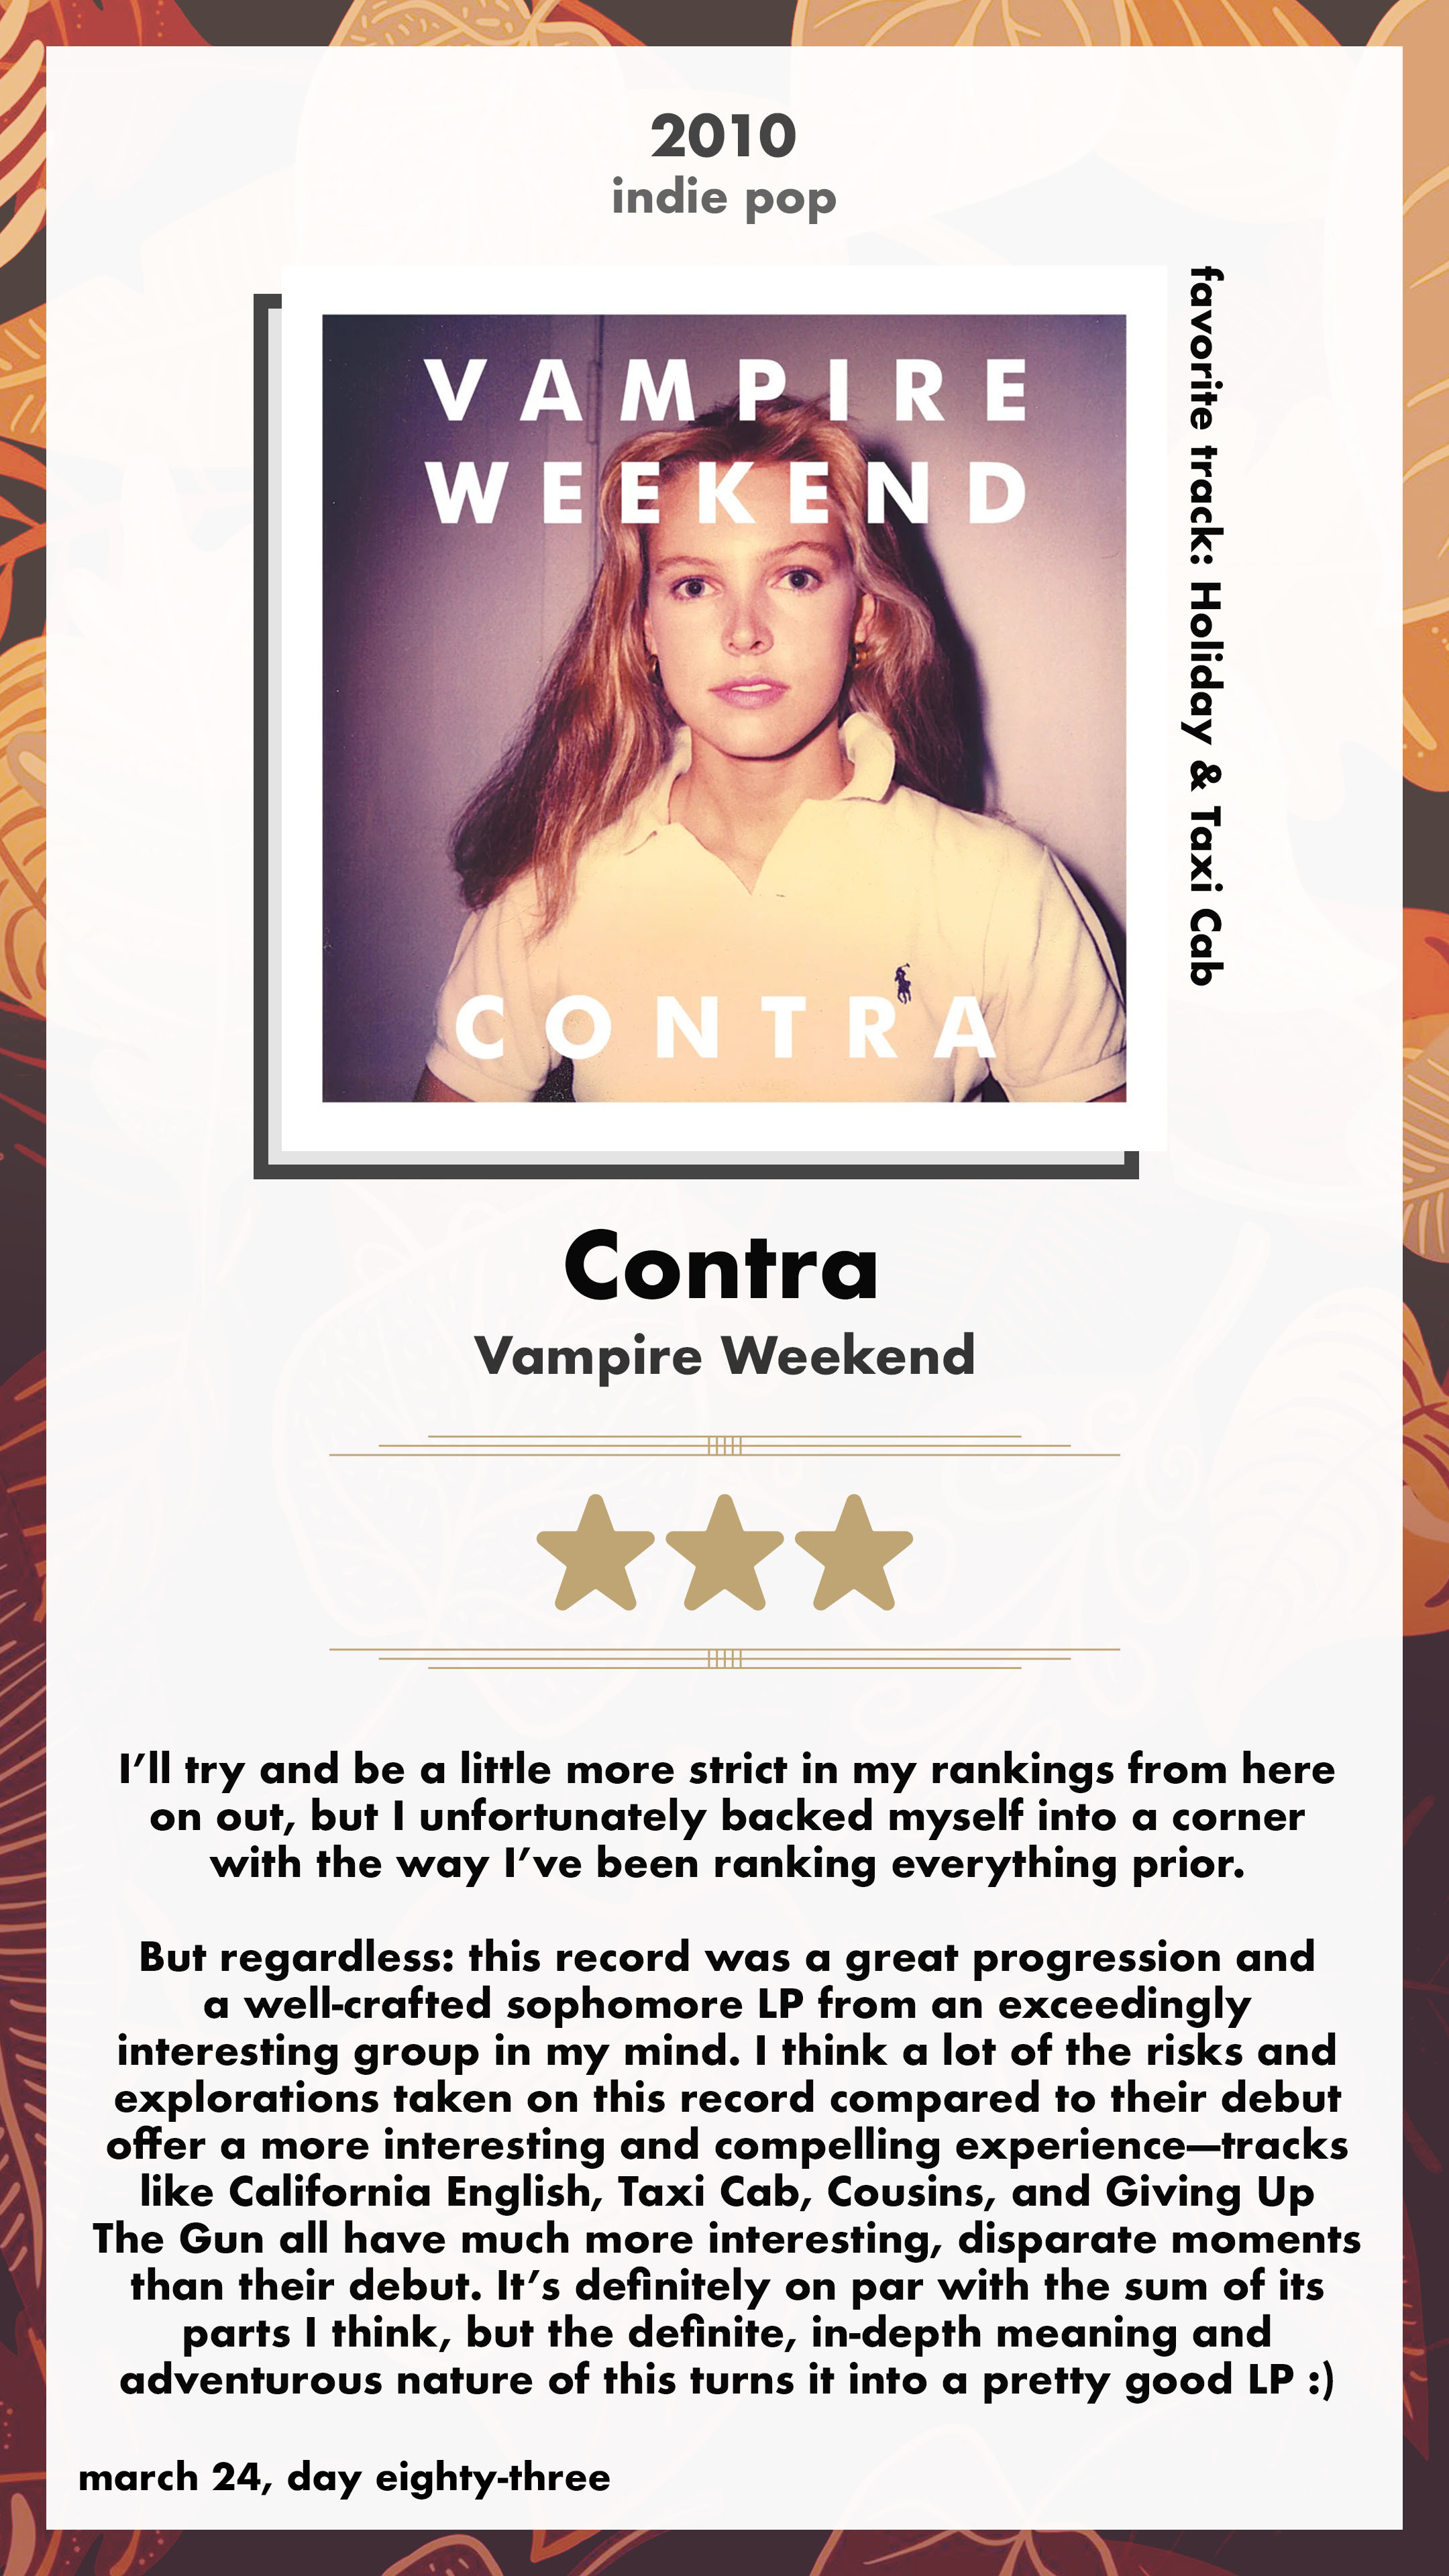 2010
indie pop
VAMPIRE
WEEKEND
CONTRA
favorite track: Holiday & Taxi Cab
Contra
Vampire Weekend
I’ll try and be a little more strict in my rankings from here
on out, but I unfortunately backed myself into a corner
with the way I’ve been ranking everything prior.
But regardless: this record was a great progression and
a well-crafted sophomore LP from an exceedingly
interesting group in my mind. I think a lot of the risks and
explorations taken on this record compared to their debut
offer a more interesting and compelling experience—tracks
like California English, Taxi Cab, Cousins, and Giving Up
The Gun all have much more interesting, disparate moments
than their debut. It’s definitely on par with the sum of its
parts I think, but the definite, in-depth meaning and
adventurous nature of this turns it into a pretty good LP :)
march 24, day eighty-three